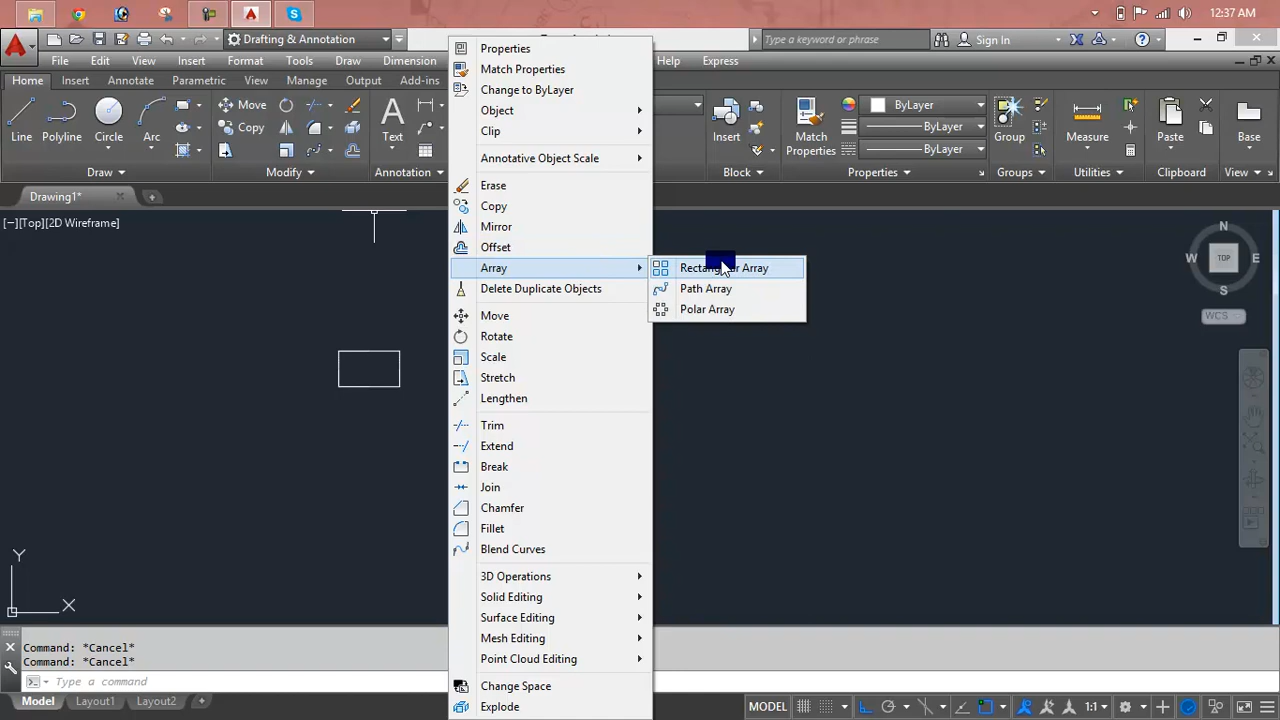 12:37 AM
Drafting & Annotation
Type a keyword or phrase
Sign In
File
Edit
View
Insert
Format
Tools
Draw
Dimension
Help
Express
Home
Insert
Annotate
Parametric
View
Manage
Output
Add-ins
Line
Polyline
Circle
Arc
Move
Copy
Text
Insert
Match
Properties
ByLayer
ByLayer
ByLayer
Group
Measure
Paste
Base
Draw
Modify
Annotation
Block
Properties
Groups
Utilities
Clipboard
View
Drawing1*
[−][Top][2D Wireframe]
Properties
Match Properties
Change to ByLayer
Object
Clip
Annotative Object Scale
Erase
Copy
Mirror
Offset
Array
Delete Duplicate Objects
Move
Rotate
Scale
Stretch
Lengthen
Trim
Extend
Break
Join
Chamfer
Fillet
Blend Curves
3D Operations
Solid Editing
Surface Editing
Mesh Editing
Point Cloud Editing
Change Space
Explode
Rectangular Array
Path Array
Polar Array
N
W
TOP
E
S
WCS
Y
X
Command: *Cancel*
Command: *Cancel*
Type a command
Model
Layout1
Layout2
MODEL
1:1